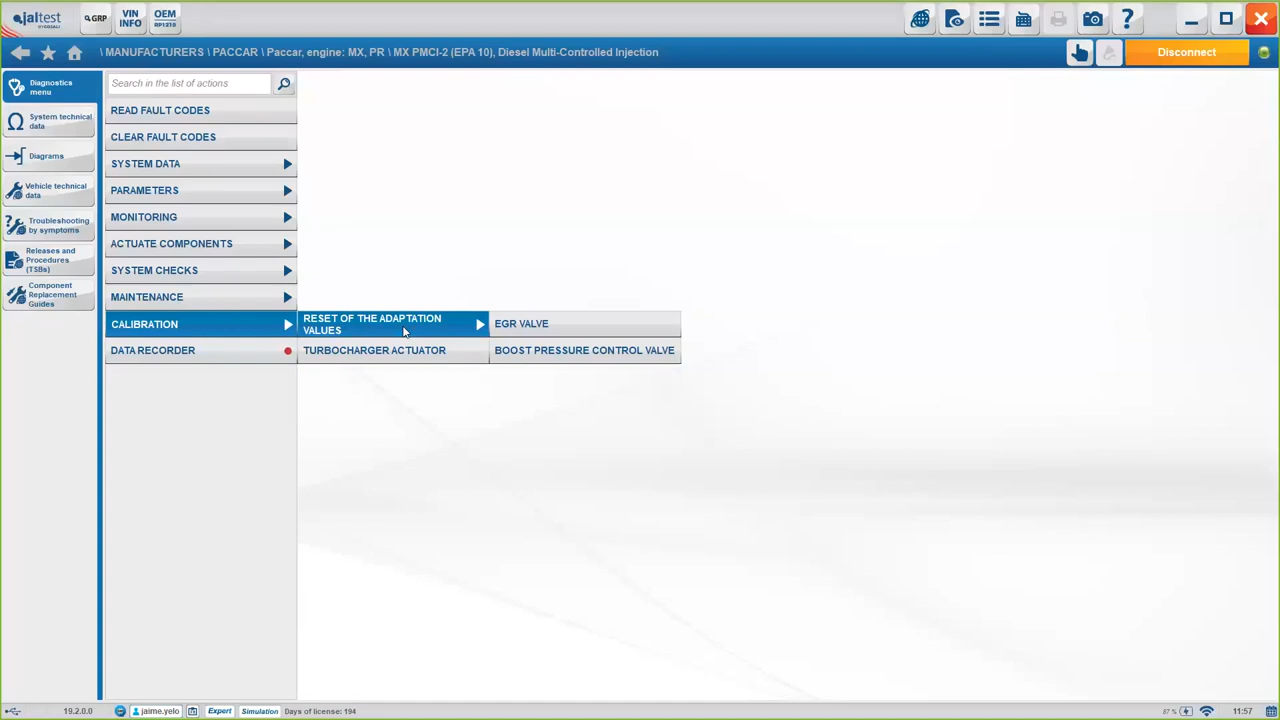 jaltest
BY COJALI
GRP
VIN
INFO
OEM
RP1210
\ MANUFACTURERS \ PACCAR \ Paccar, engine: MX, PR \ MX PMCI-2 (EPA 10), Diesel Multi-Controlled Injection
Disconnect
Diagnostics
menu
System technical
data
Diagrams
Vehicle technical
data
Troubleshooting
by symptoms
Releases and
Procedures
(TSBs)
Component
Replacement
Guides
Search in the list of actions
READ FAULT CODES
CLEAR FAULT CODES
SYSTEM DATA
PARAMETERS
MONITORING
ACTUATE COMPONENTS
SYSTEM CHECKS
MAINTENANCE
CALIBRATION
RESET OF THE ADAPTATION
VALUES
EGR VALVE
DATA RECORDER
TURBOCHARGER ACTUATOR
BOOST PRESSURE CONTROL VALVE
19.2.0.0
jaime.yelo
Expert
Simulation
Days of license: 194
87 %
11:57